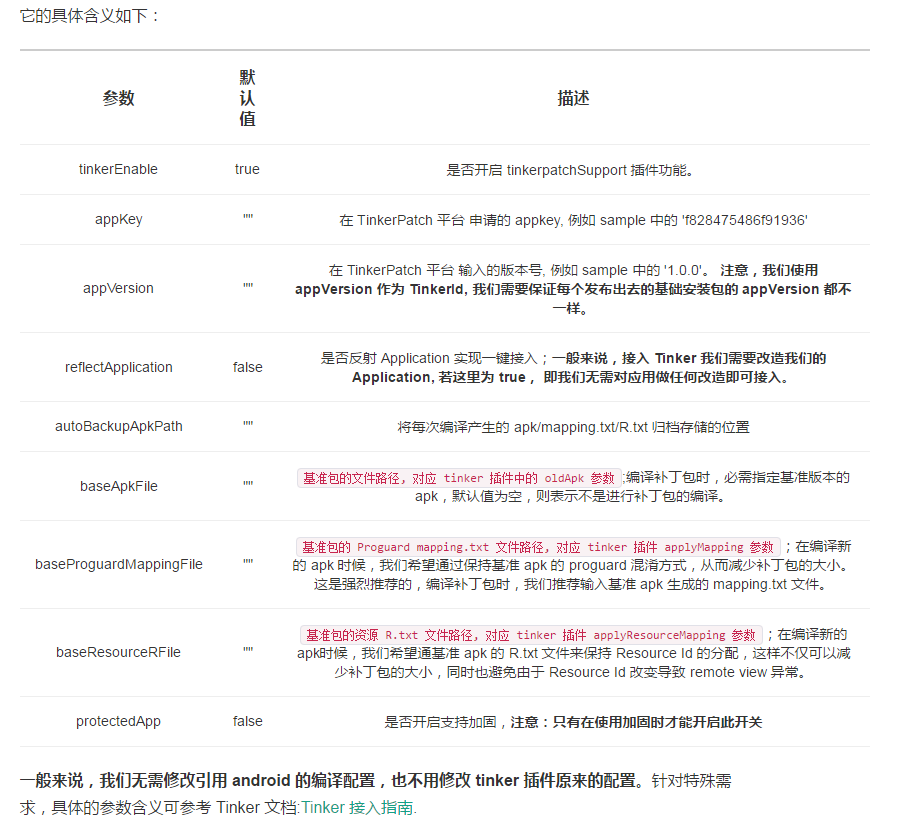 它的具体含义如下：
参数
默
认
值
描述
tinkerEnable
true
是否开启 tinkerpatchSupport 插件功能。
appKey
""
在 TinkerPatch 平台 申请的 appkey, 例如 sample 中的 'f828475486f91936'
appVersion
""
在 TinkerPatch 平台 输入的版本号, 例如 sample 中的 '1.0.0'。 注意，我们使用
appVersion 作为 TinkerId, 我们需要保证每个发布出去的基础安装包的 appVersion 都不
一样。
reflectApplication
false
是否反射 Application 实现一键接入；一般来说，接入 Tinker 我们需要改造我们的
Application, 若这里为 true， 即我们无需对应用做任何改造即可接入。
autoBackupApkPath
""
将每次编译产生的 apk/mapping.txt/R.txt 归档存储的位置
baseApkFile
""
基准包的文件路径, 对应 tinker 插件中的 oldApk 参数 ;编译补丁包时，必需指定基准版本的
apk，默认值为空，则表示不是进行补丁包的编译。
baseProguardMappingFile
""
基准包的 Proguard mapping.txt 文件路径, 对应 tinker 插件 applyMapping 参数 ；在编译新
的 apk 时候，我们希望通过保持基准 apk 的 proguard 混淆方式，从而减少补丁包的大小。
这是强烈推荐的，编译补丁包时，我们推荐输入基准 apk 生成的 mapping.txt 文件。
baseResourceRFile
""
基准包的资源 R.txt 文件路径, 对应 tinker 插件 applyResourceMapping 参数 ；在编译新的
apk时候，我们希望通基准 apk 的 R.txt 文件来保持 Resource Id 的分配，这样不仅可以减
少补丁包的大小，同时也避免由于 Resource Id 改变导致 remote view 异常。
protectedApp
false
是否开启支持加固，注意：只有在使用加固时才能开启此开关
一般来说，我们无需修改引用 android 的编译配置，也不用修改 tinker 插件原来的配置。针对特殊需
求，具体的参数含义可参考 Tinker 文档:Tinker 接入指南.